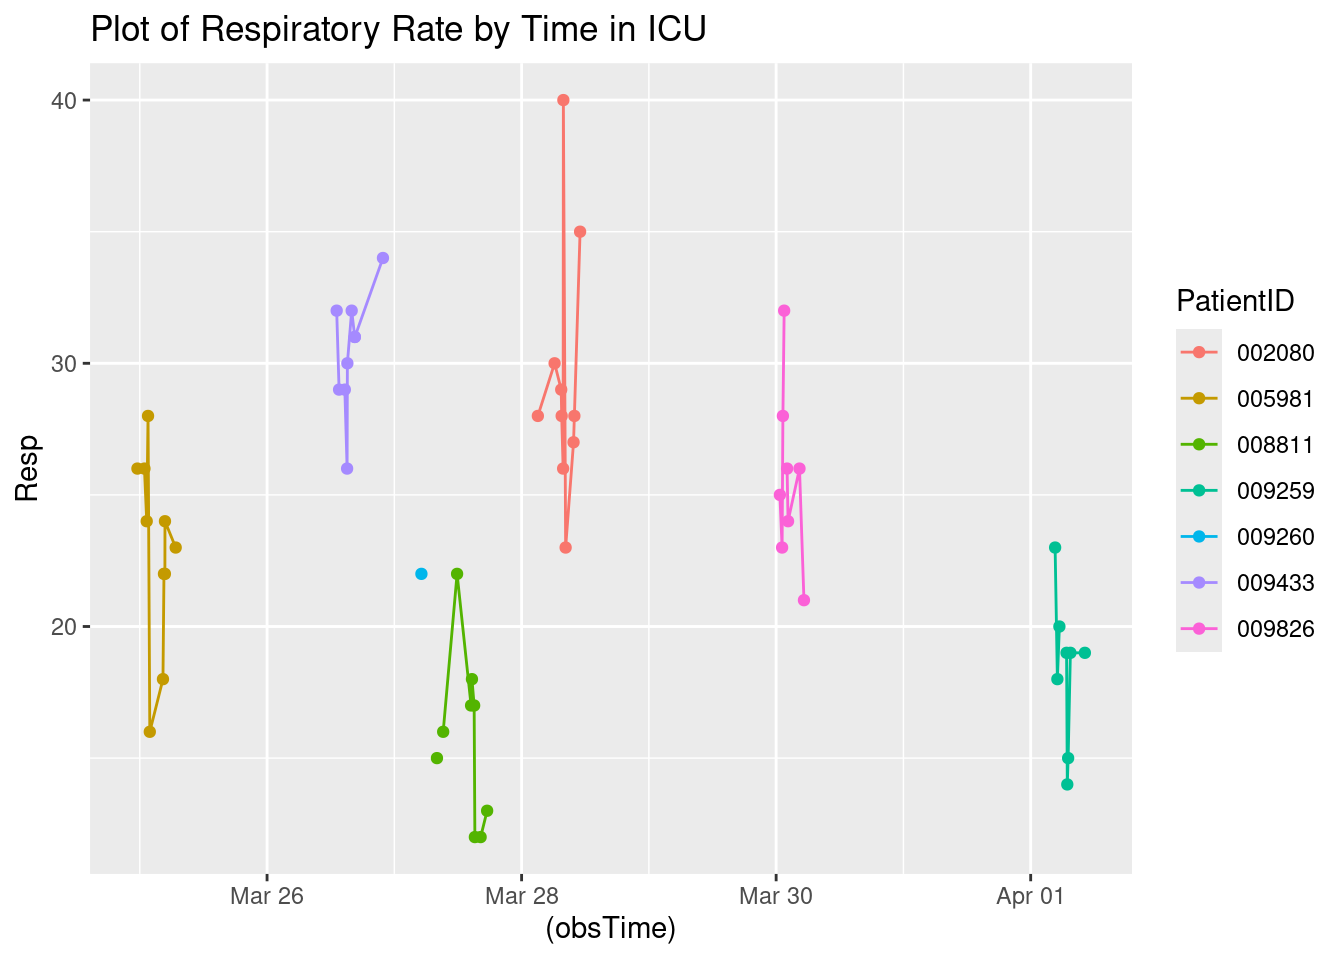 Plot of Respiratory Rate by Time in ICU
40
30
20
Resp
Mar 26
Mar 28
Mar 30
Apr 01
(obsTime)
PatientID
002080
005981
008811
009259
009260
009433
009826